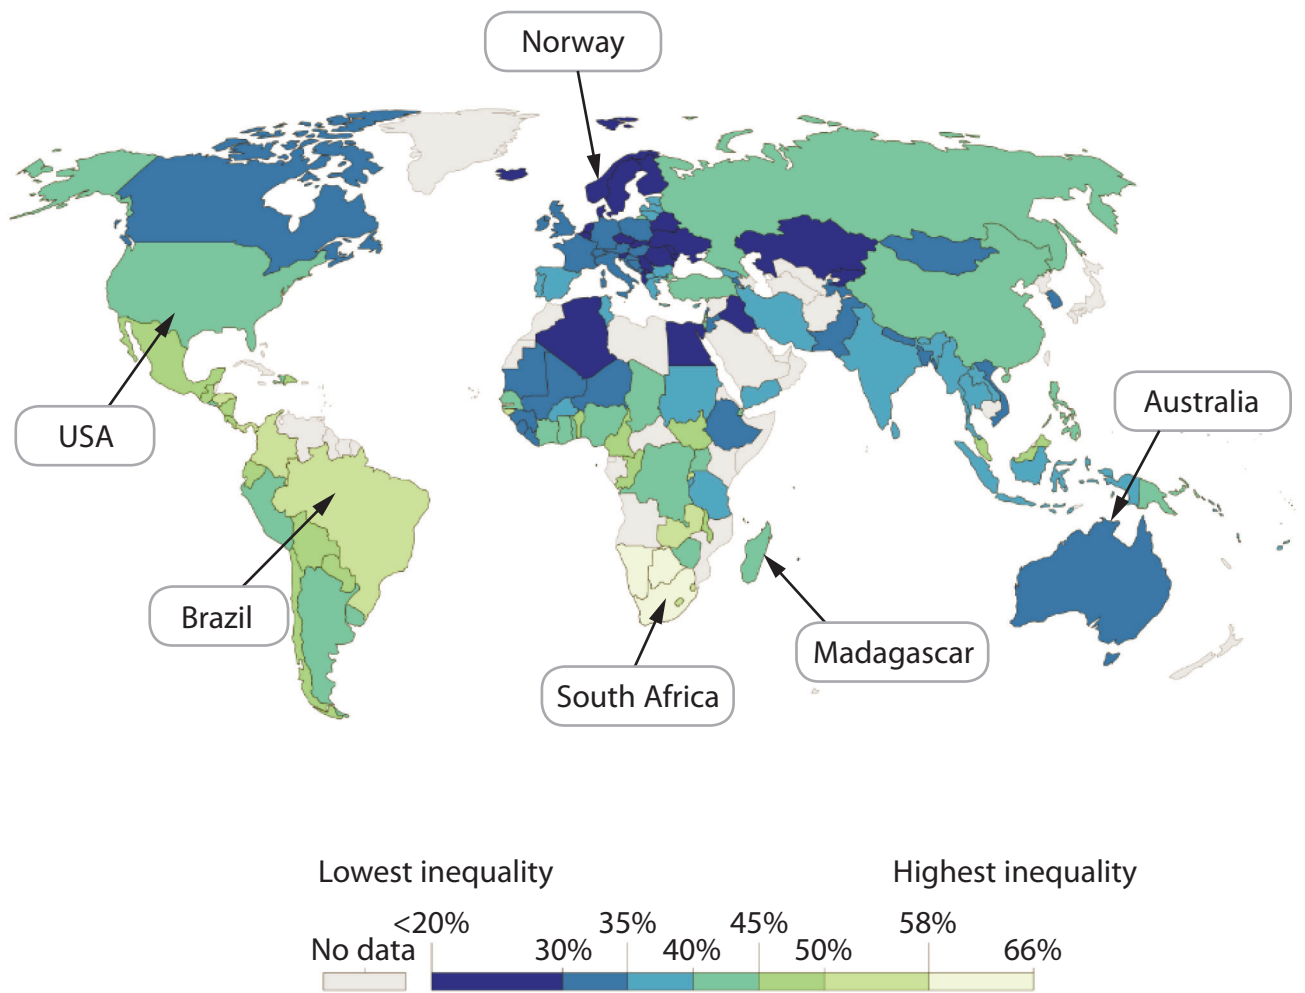 Norway
Australia
USA
Brazil
Madagascar
South Africa
Lowest inequality
Highest inequality
<20% 35% 45% 58%
No data 30% 40% 50% 66%